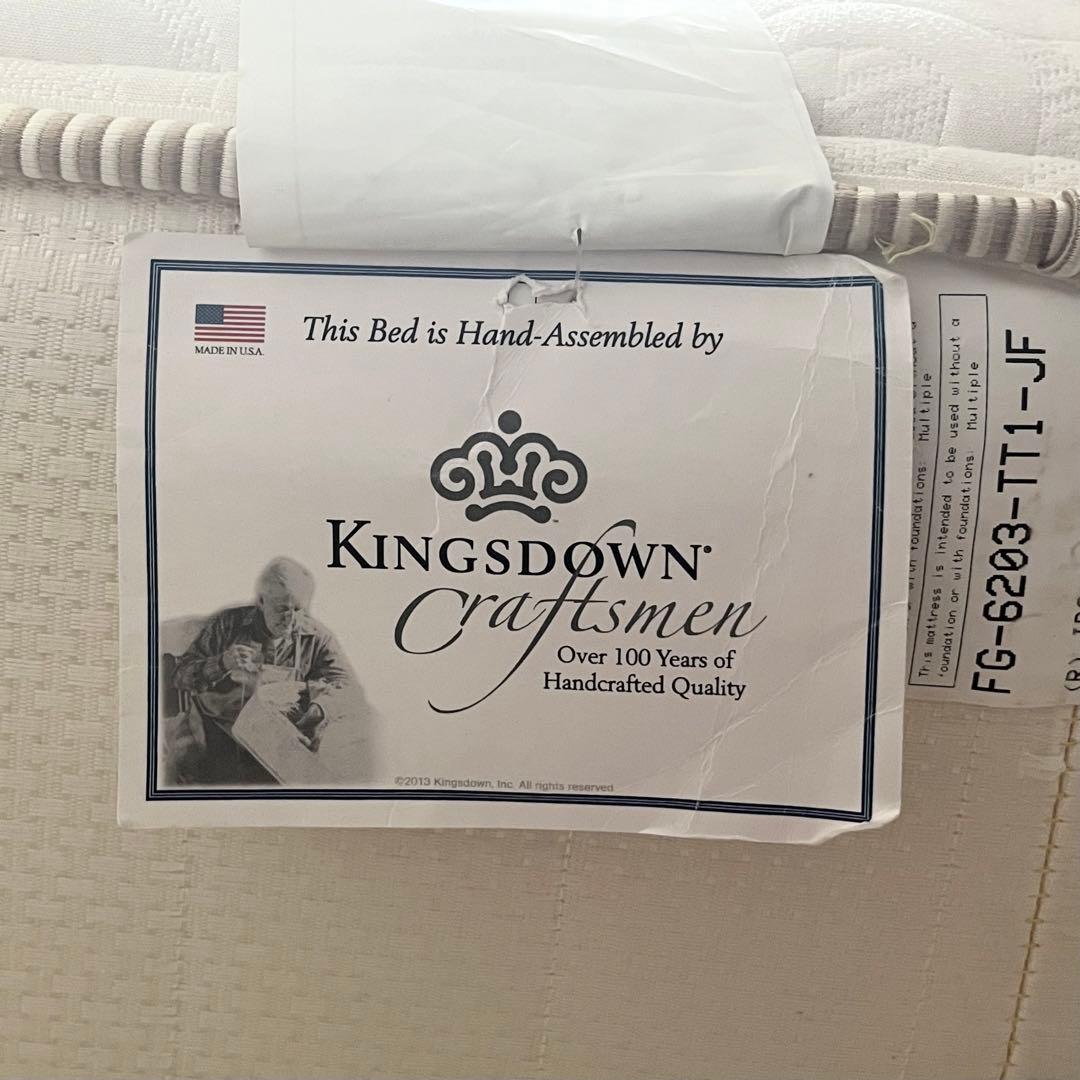 MADE IN U.S.A.
This Bed is Hand-Assembled by
KINGSDOWN®
Craftsmen
Over 100 Years of
Handcrafted Quality
©2013 Kingsdown, Inc. All rights reserved
with foundations: Multiple
This mattress is intended to be used without a
foundation or with foundations: Multiple
FG-6203-TT1-JF